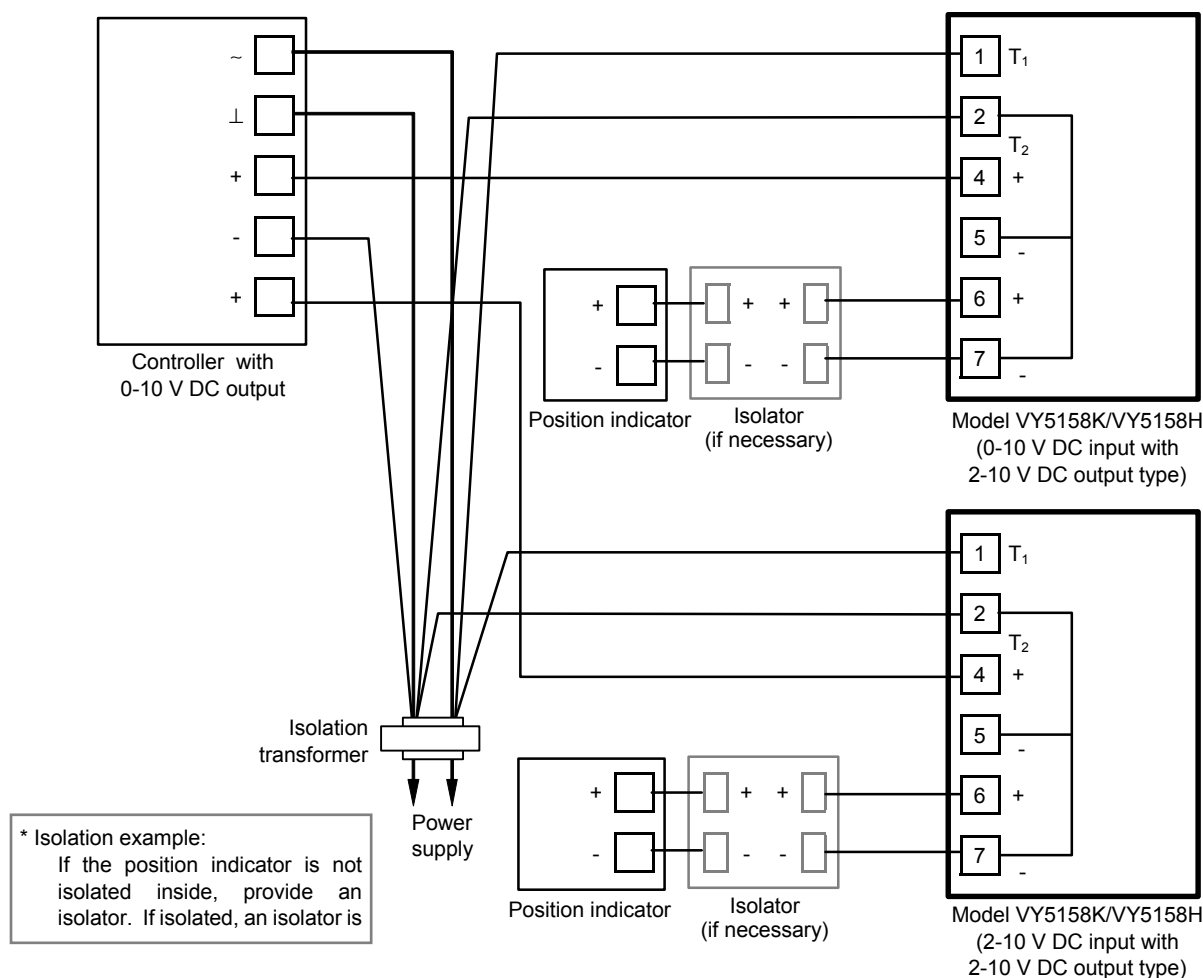 ~
⊥
+
-
+
Controller with
0-10 V DC output
1 T₁
2
T₂
4 +
5
-
6 +
7
-
+ + +
- - -
Position indicator
Isolator
(if necessary)
Model VY5158K/VY5158H
(0-10 V DC input with
2-10 V DC output type)
1 T₁
2
T₂
4 +
5
-
6 +
7
-
Isolation
transformer
Power
supply
+ + +
- - -
Position indicator
Isolator
(if necessary)
Model VY5158K/VY5158H
(2-10 V DC input with
2-10 V DC output type)
* Isolation example:
If the position indicator is not
isolated inside, provide an
isolator. If isolated, an isolator is